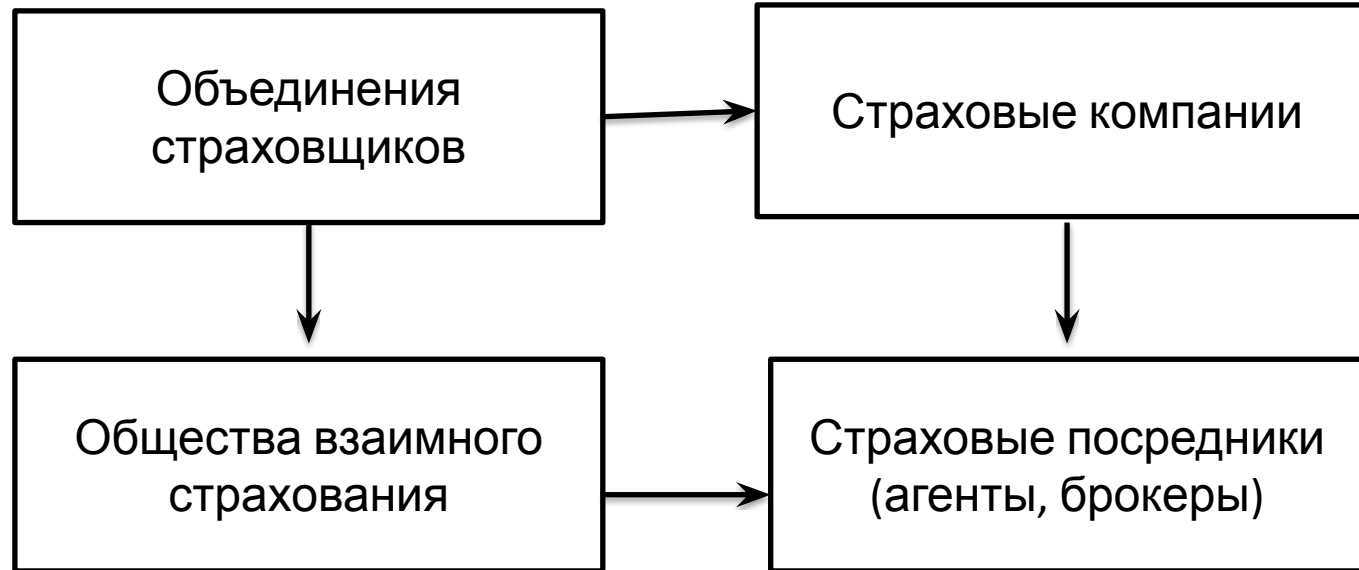 Объединения
страховщиков
Страховые компании
Общества взаимного
страхования
Страховые посредники
(агенты, брокеры)